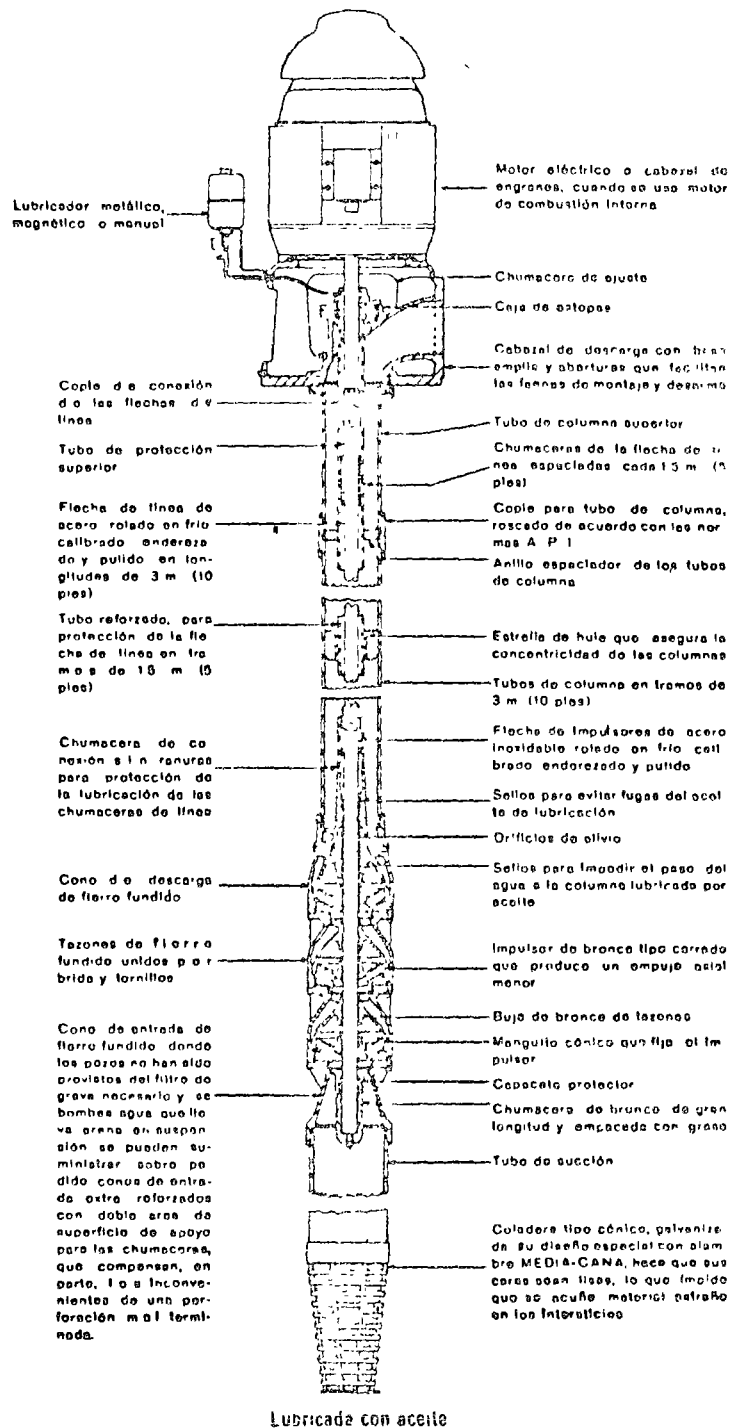 Lubricador metálico,
magnético o manual
Cople de conexión
de las flechas de
línea
Tubo de protección
superior
Flecha de línea de
acero rolado en frío
calibrado endereza
do y pulido en lon-
gitudes de 3 m (10
pies)
Tubo reforzado, para
protección de la fle
cha de línea en tra
mos de 1.5 m (5
pies)
Chumacera de co
nexión sin ranuras
para protección de
la lubricación de las
chumaceras de línea
Cono de descarga
de fierro fundido
Tazones de fierro
fundido unidos por
brida y tornillos
Cono de entrada de
fierro fundido donde
los pozos no han sido
provistos del filtro de
grava necesario y se
bombea agua que lle
va arena en suspen
sión se pueden su-
ministrar sobre pe
dido conos de entra-
da extra reforzados
con doble area de
superficie de apoyo
para las chumaceras,
que compensan, en
parte, los inconve-
nientes de una per-
foración mal termi-
nada.
Motor eléctrico o cabezal de
engranes, cuando se usa motor
de combustión interna
Chumacera de ajuste
Caja de estopas
Cabezal de descarga con base
amplia y aberturas que facilitan
las faenas de montaje y desarme
Tubo de columna superior
Chumaceras de la flecha de lí
nea espaciadas cada 1.5 m (5
pies)
Cople para tubo de columna,
roscado de acuerdo con las nor
mas A P I
Anillo espaciador de los tubos
de columna
Estrella de hule que asegura la
concentricidad de las columnas
Tubos de columna en tramos de
3 m (10 pies)
Flecha de impulsores de acero
inoxidable rolado en frío cali
brado enderezado y pulido
Sellos para evitar fugas del acei
te de lubricación
Orificios de alivio
Sellos para impedir el paso del
agua a la columna lubricada por
aceite
Impulsor de bronce tipo cerrado
que produce un empuje axial
menor
Buje de bronce de tazones
Manguito cónico que fija el im
pulsor
Capacete protector
Chumacera de bronce de gran
longitud y empacada con grasa
Tubo de succión
Coladera tipo cónico, galvaniza
da Su diseño especial con alam
bre MEDIA-CANA, hace que sus
caras sean lisas, lo que impide
que se acuñe material extraño
en los intersticios
Lubricada con aceite